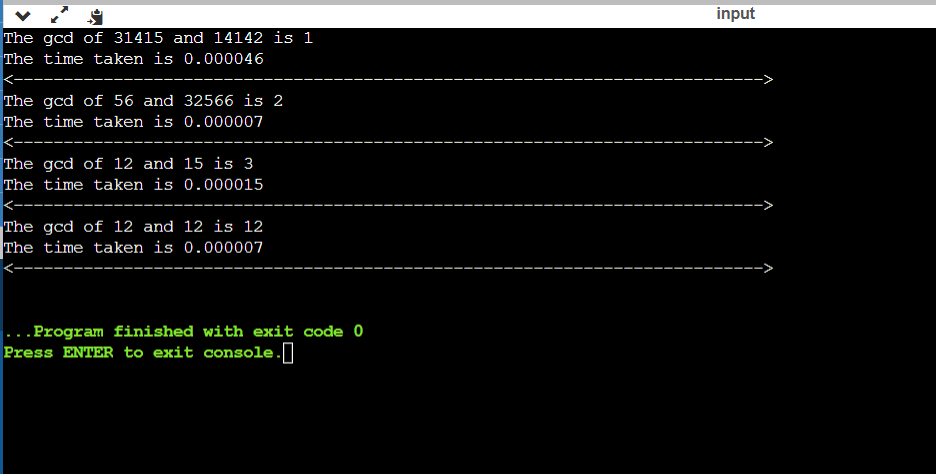 input
The gcd of 31415 and 14142 is 1
The time taken is 0.000046
<--------------------------------------------------------------------------->
The gcd of 56 and 32566 is 2
The time taken is 0.000007
<--------------------------------------------------------------------------->
The gcd of 12 and 15 is 3
The time taken is 0.000015
<--------------------------------------------------------------------------->
The gcd of 12 and 12 is 12
The time taken is 0.000007
<--------------------------------------------------------------------------->
...Program finished with exit code 0
Press ENTER to exit console.